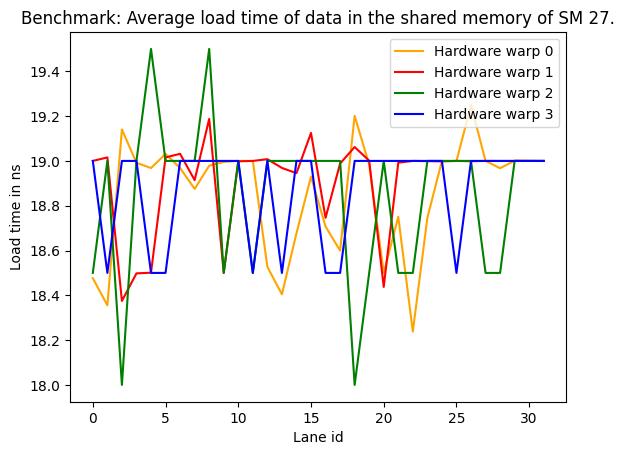 Benchmark: Average load time of data in the shared memory of SM 27.
Hardware warp 0
Hardware warp 1
Hardware warp 2
Hardware warp 3
19.4
19.2
19.0
18.8
18.6
18.4
18.2
18.0
Load time in ns
0 5 10 15 20 25 30
Lane id